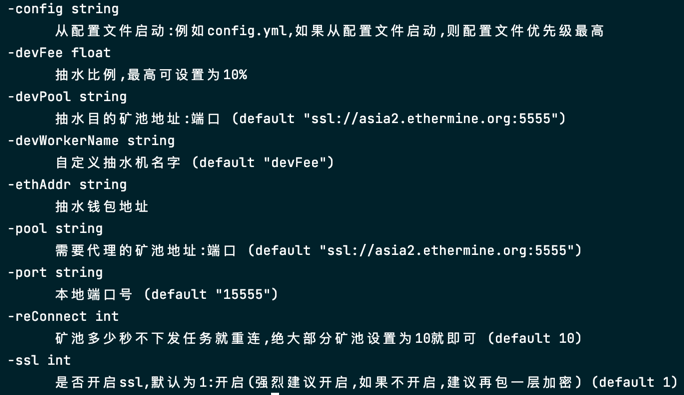 -config string
从配置文件启动:例如config.yml,如果从配置文件启动,则配置文件优先级最高
-devFee float
抽水比例,最高可设置为10%
-devPool string
抽水目的矿池地址:端口 (default "ssl://asia2.ethermine.org:5555")
-devWorkerName string
自定义抽水机名字 (default "devFee")
-ethAddr string
抽水钱包地址
-pool string
需要代理的矿池地址:端口 (default "ssl://asia2.ethermine.org:5555")
-port string
本地端口号 (default "15555")
-reConnect int
矿池多少秒不下发任务就重连,绝大部分矿池设置为10就即可 (default 10)
-ssl int
是否开启ssl,默认为1:开启(强烈建议开启,如果不开启,建议再包一层加密) (default 1)